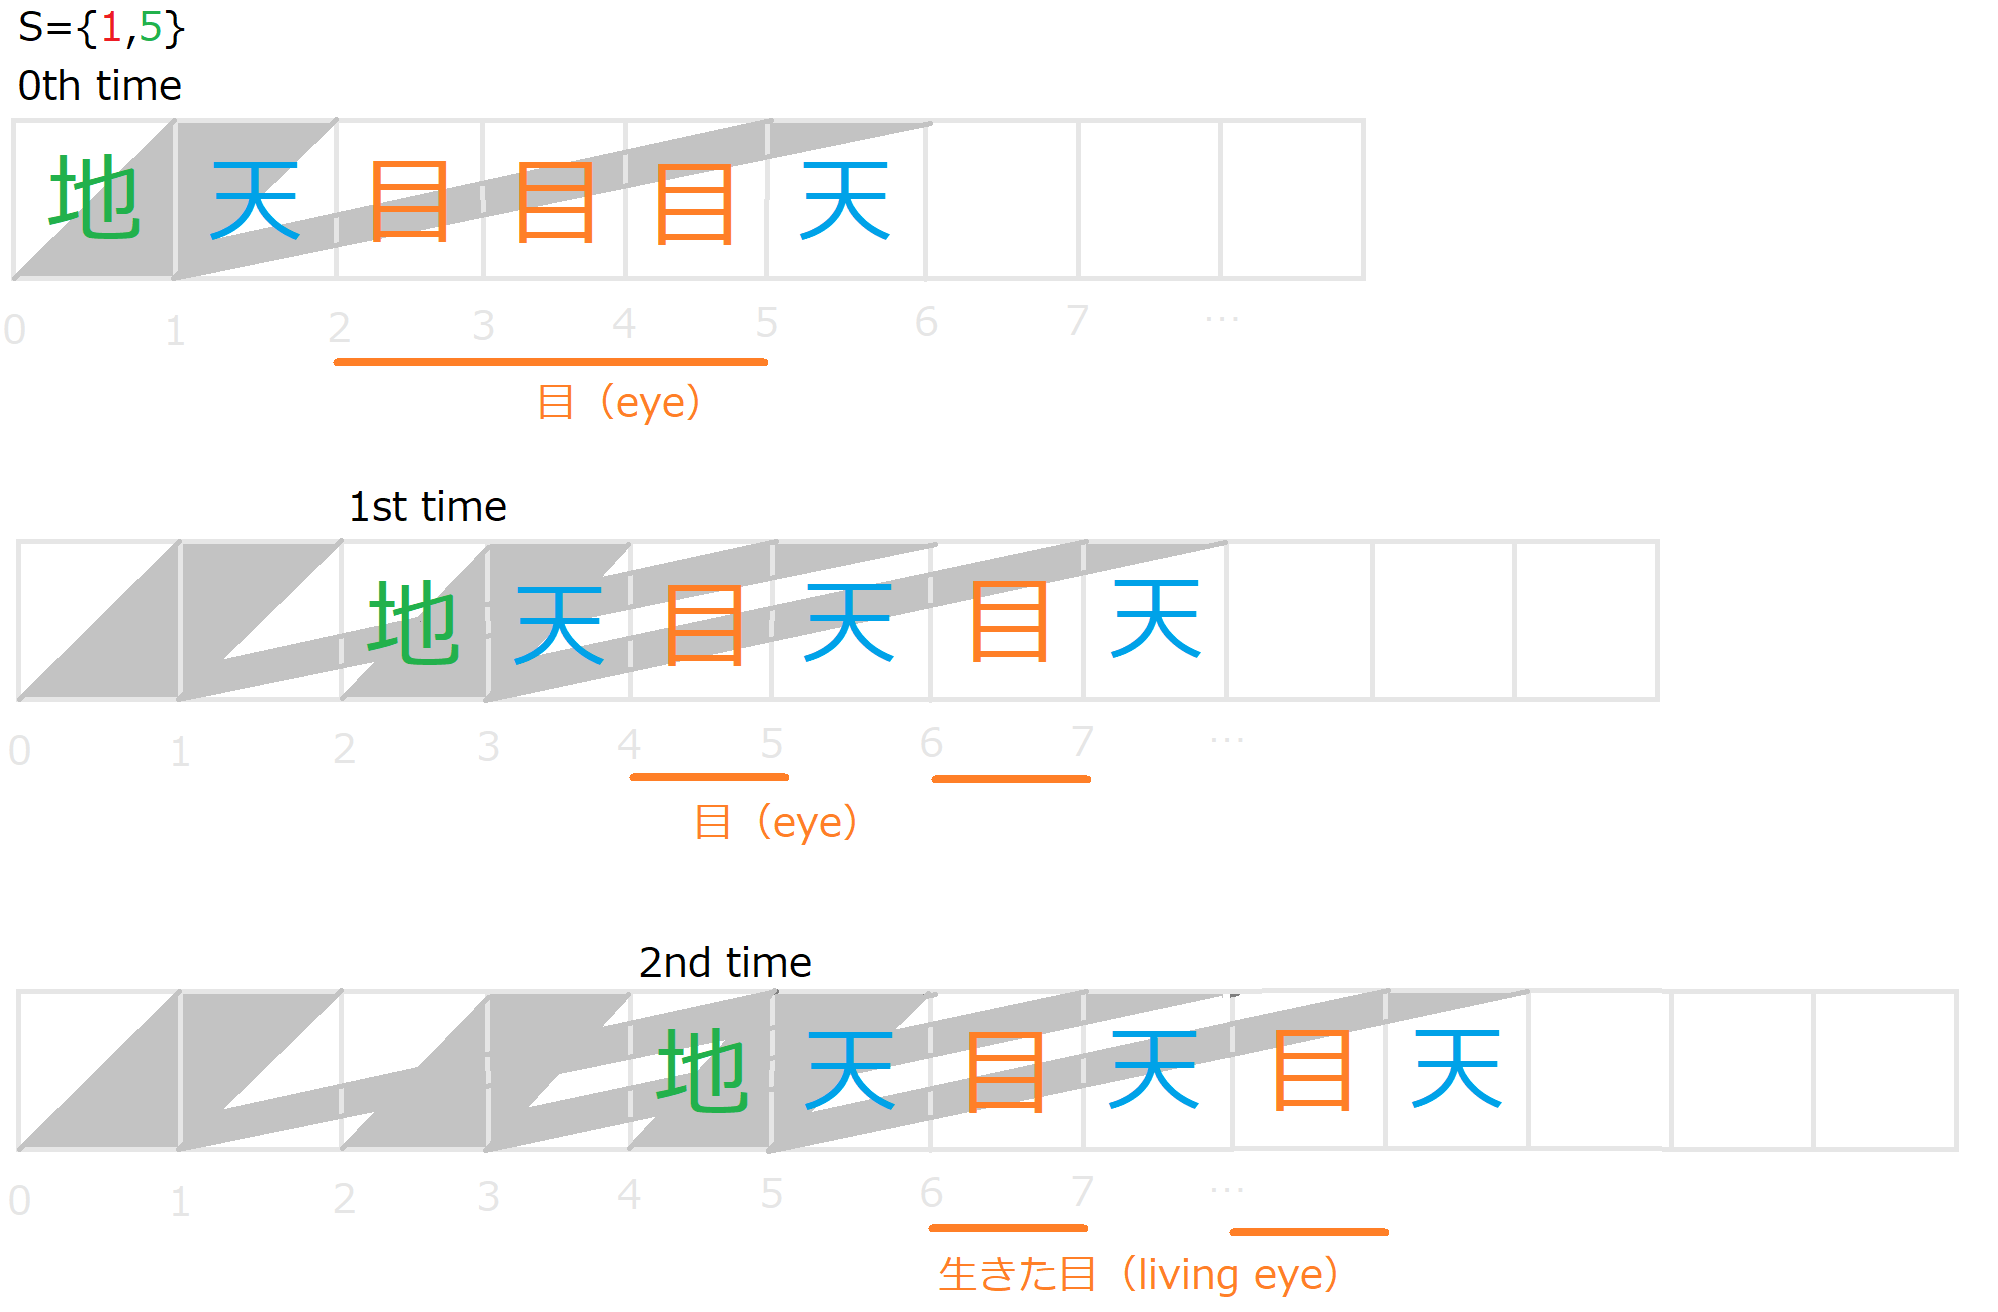 S={1,5}
0th time
地 天 目 目 目 天
0 1 2 3 4 5 6 7 …
目（eye）
1st time
地 天 目 天 目 天
0 1 2 3 4 5 6 7 …
目（eye）
2nd time
地 天 目 天 目 天
0 1 2 3 4 5 6 7 …
生きた目（living eye）